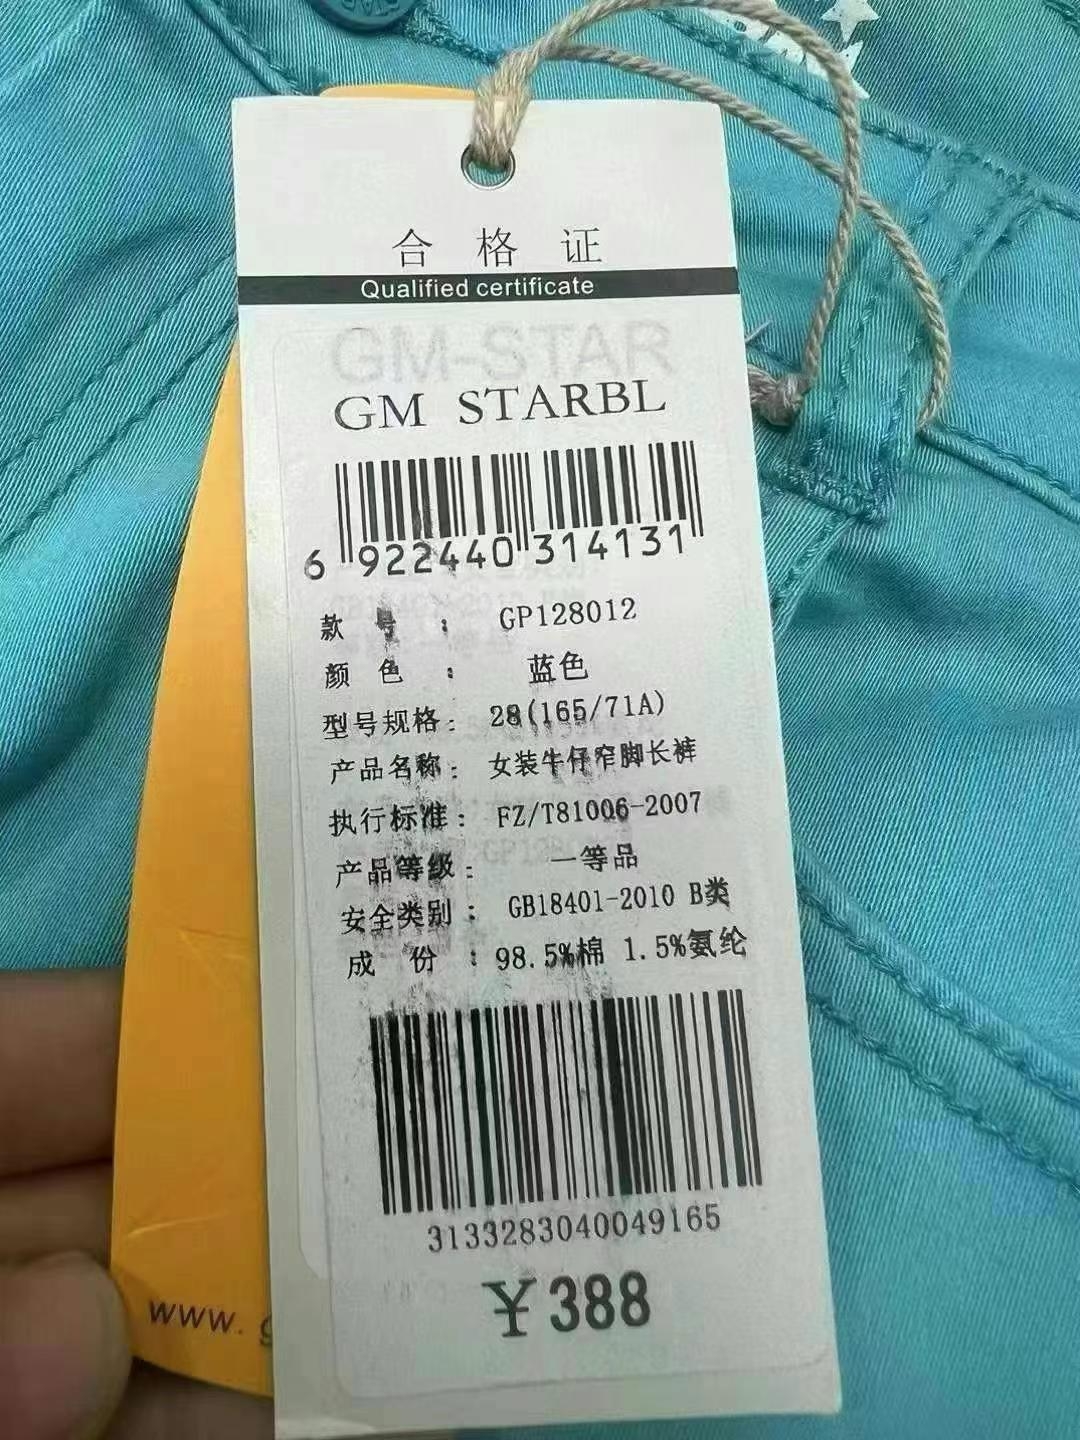 合格证
Qualified certificate
GM-STAR
GM STARBL
6 922440 314131
款号: GP128012
颜色: 蓝色
型号规格: 28(165/71A)
产品名称: 女装牛仔窄脚长裤
执行标准: FZ/T81006-2007
产品等级: 一等品
安全类别: GB18401-2010 B类
成份: 98.5%棉 1.5%氨纶
3133283040049165
¥388
www.g